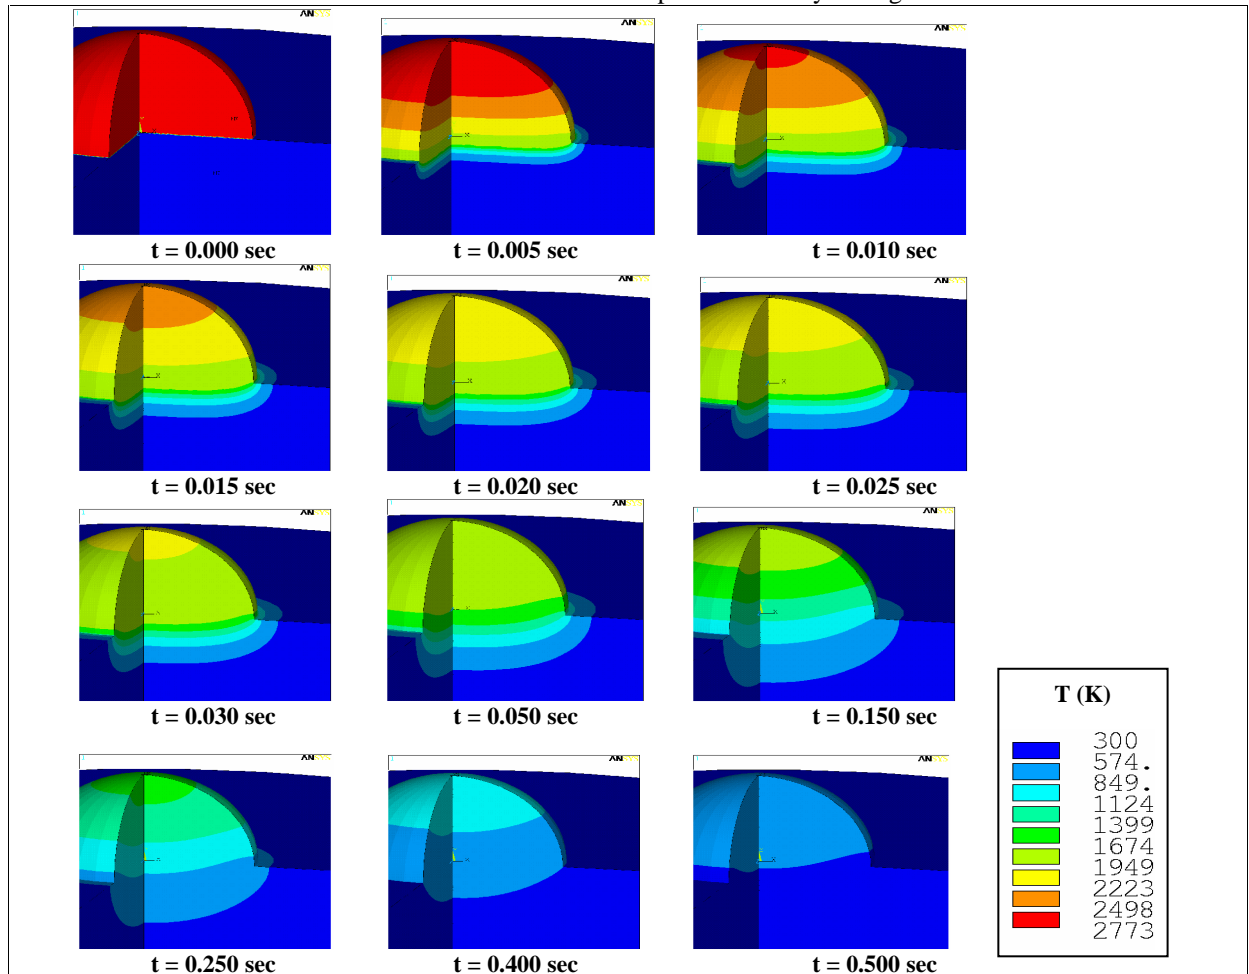 t = 0.000 sec
t = 0.005 sec
t = 0.010 sec
t = 0.015 sec
t = 0.020 sec
t = 0.025 sec
t = 0.030 sec
t = 0.050 sec
t = 0.150 sec
T (K)
300
574.
849.
1124
1399
1674
1949
2223
2498
2773
t = 0.250 sec
t = 0.400 sec
t = 0.500 sec